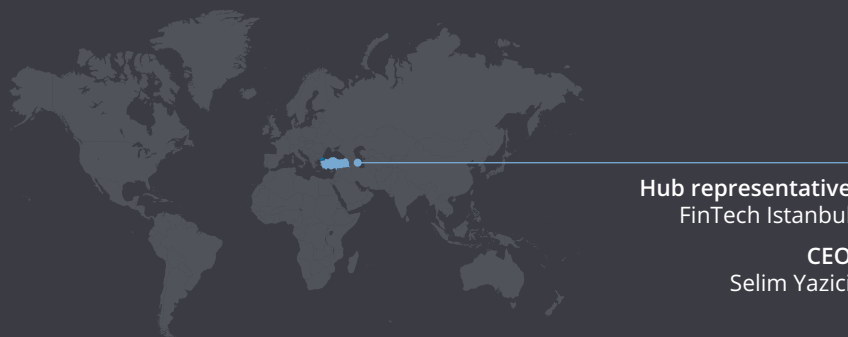 Hub representative
FinTech Istanbul
CEO
Selim Yazici